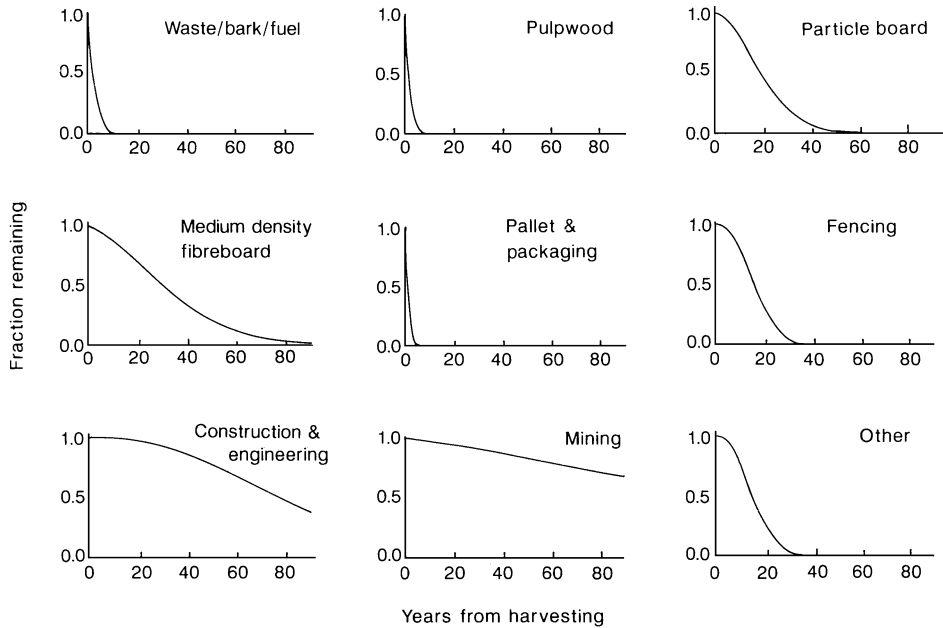 Waste/bark/fuel
1.0
0.5
0.0
0 20 40 60 80
Pulpwood
1.0
0.5
0.0
0 20 40 60 80
Particle board
1.0
0.5
0.0
0 20 40 60 80
Fraction remaining
Medium density
fibreboard
1.0
0.5
0.0
0 20 40 60 80
Pallet &
packaging
1.0
0.5
0.0
0 20 40 60 80
Fencing
1.0
0.5
0.0
0 20 40 60 80
Construction &
engineering
1.0
0.5
0.0
0 20 40 60 80
Mining
1.0
0.5
0.0
0 20 40 60 80
Other
1.0
0.5
0.0
0 20 40 60 80
Years from harvesting